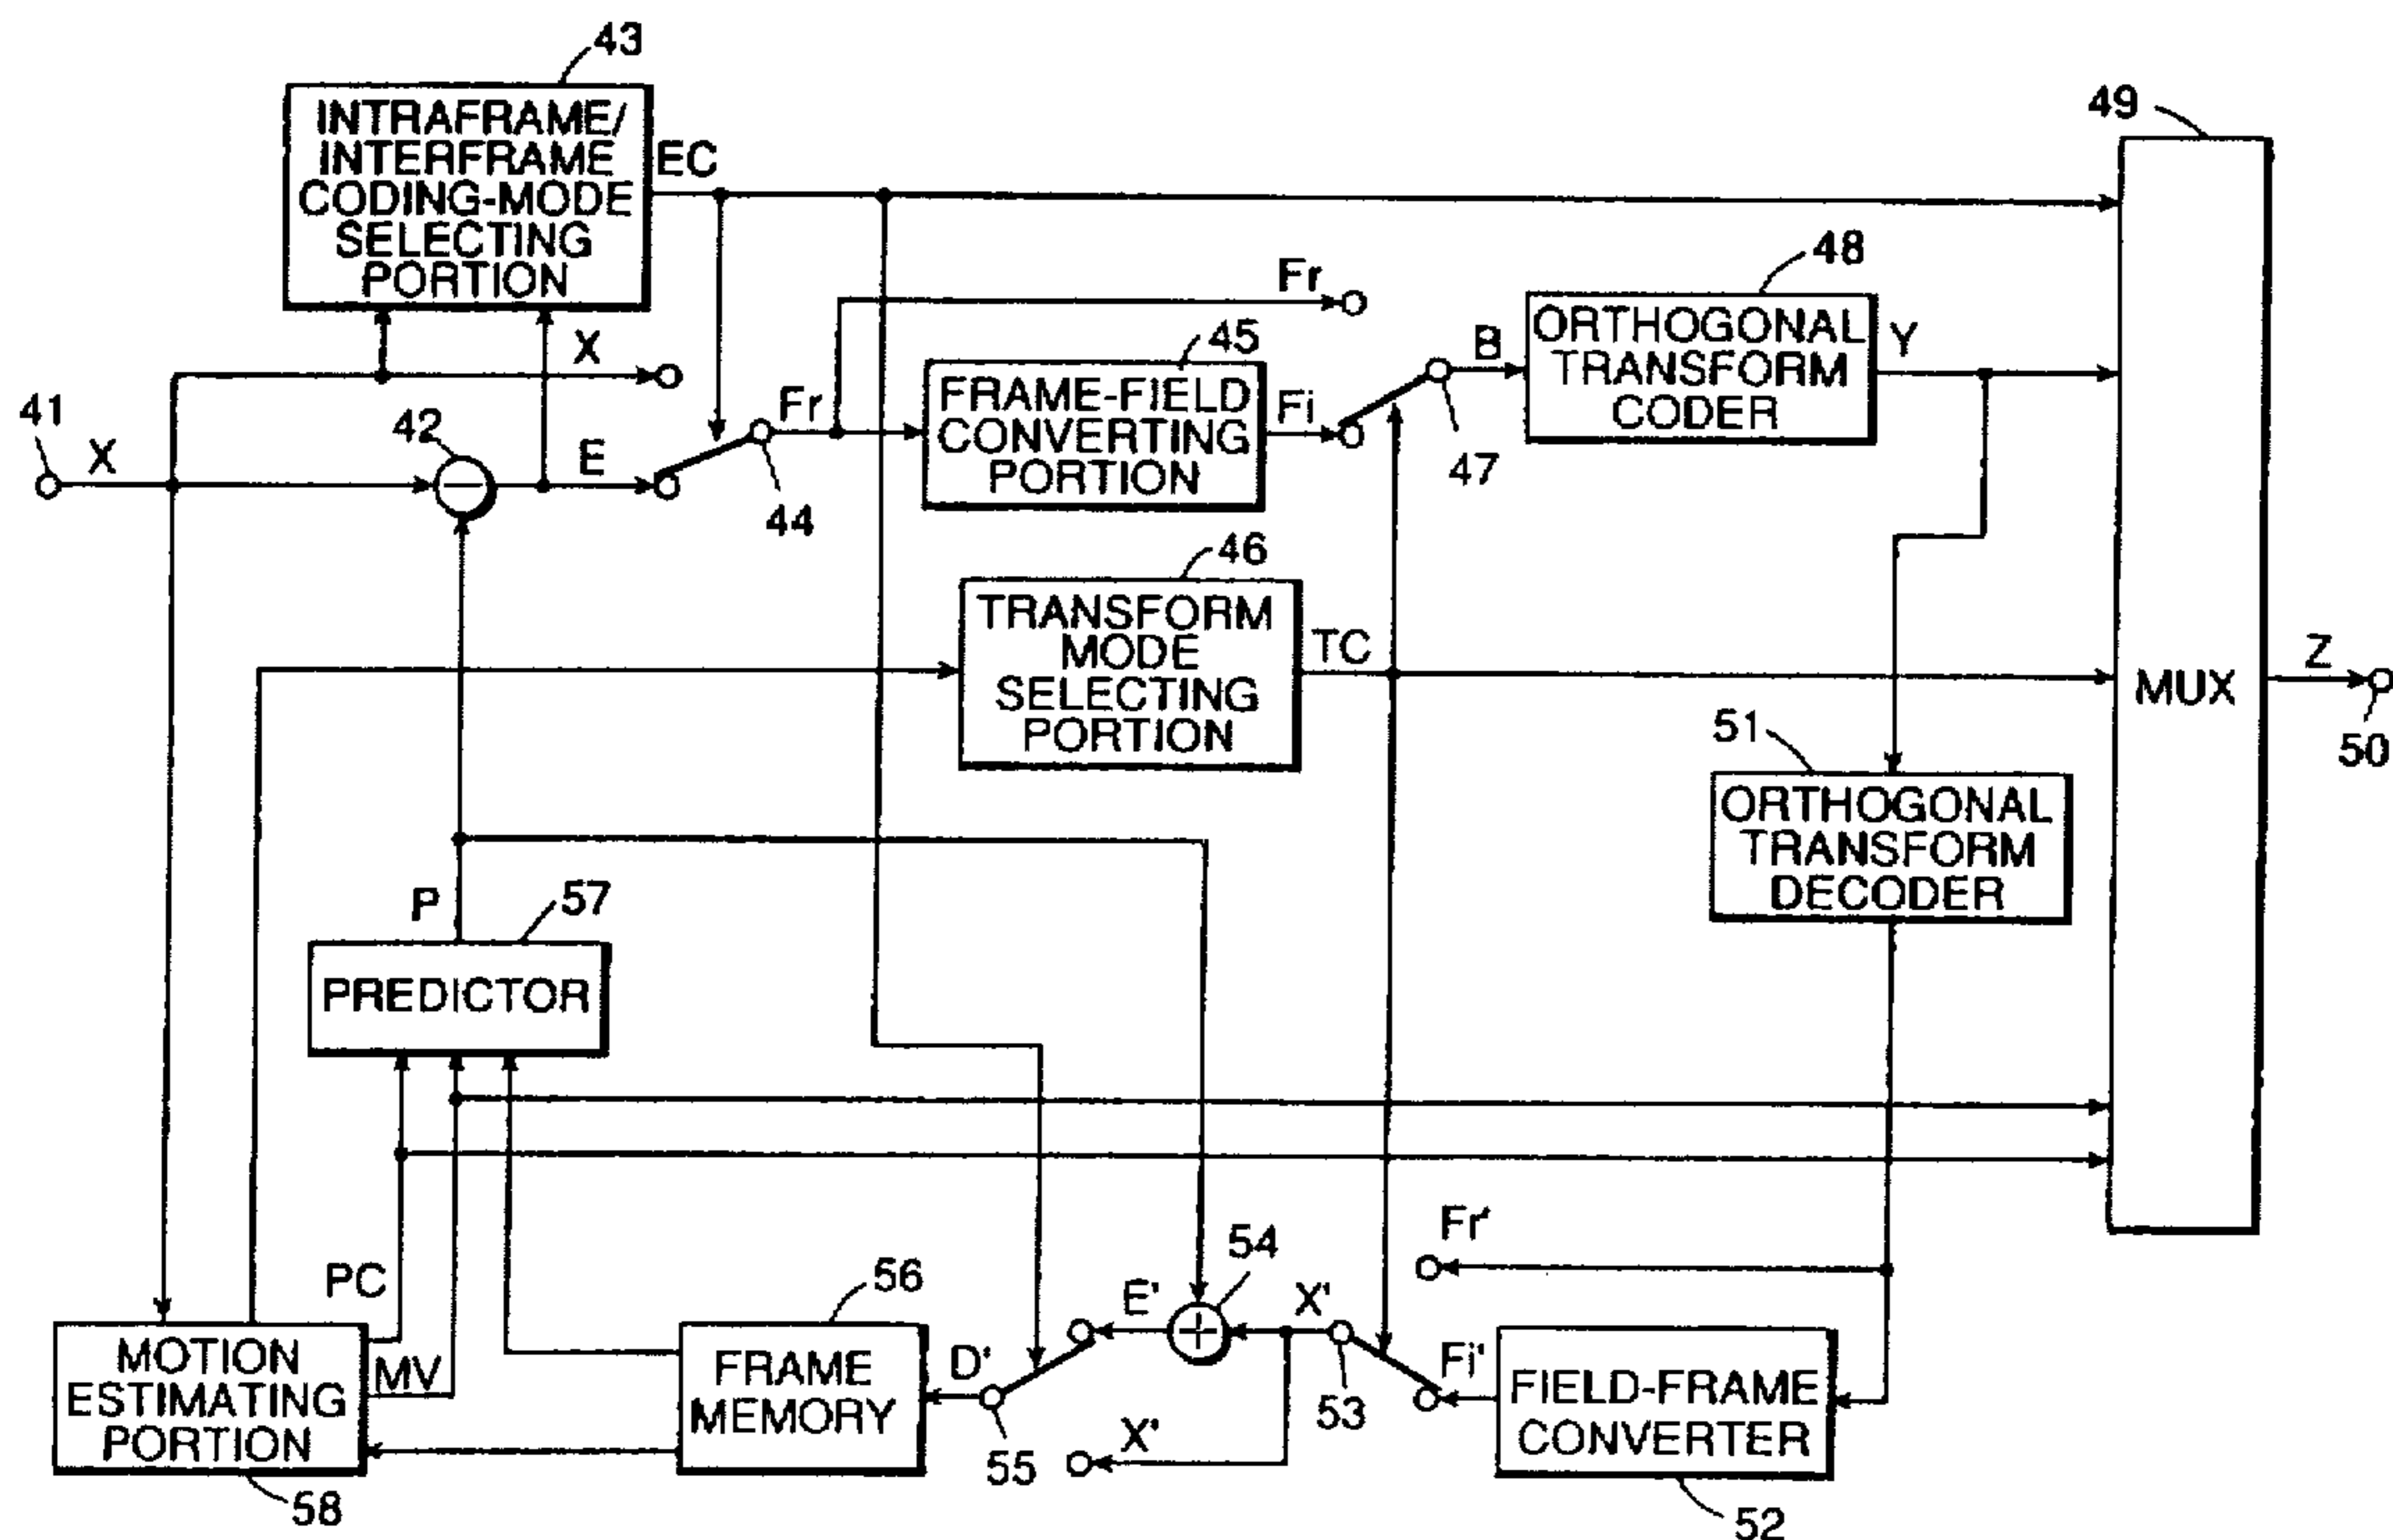 43
INTRAFRAME/
INTERFRAME
CODING-MODE
SELECTING
PORTION
EC
49
MUX
Fr
48
ORTHOGONAL
TRANSFORM
CODER
B
Y
X
45
FRAME-FIELD
CONVERTING
PORTION
Fr
Fi
47
41
X
42
E
44
46
TRANSFORM
MODE
SELECTING
PORTION
TC
Z
50
51
ORTHOGONAL
TRANSFORM
DECODER
P
57
PREDICTOR
PC
MV
MOTION
ESTIMATING
PORTION
58
56
FRAME
MEMORY
D'
55
E'
X'
54
X'
53
Fr'
Fi'
FIELD-FRAME
CONVERTER
52